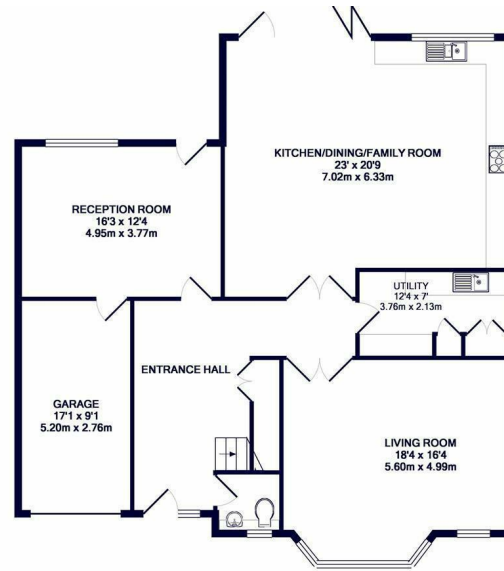 KITCHEN/DINING/FAMILY ROOM
23' x 20'9
7.02m x 6.33m
RECEPTION ROOM
16'3 x 12'4
4.95m x 3.77m
UTILITY
12'4 x 7'
3.76m x 2.13m
ENTRANCE HALL
GARAGE
17'1 x 9'1
5.20m x 2.76m
LIVING ROOM
18'4 x 16'4
5.60m x 4.99m